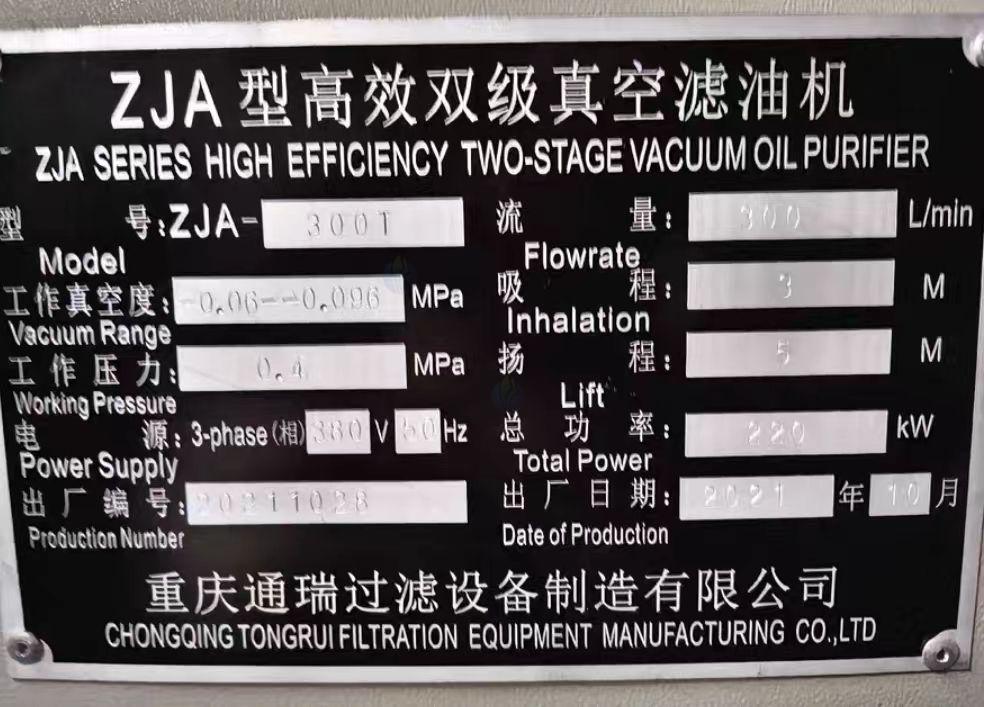 ZJA 型高效双级真空滤油机
ZJA SERIES HIGH EFFICIENCY TWO-STAGE VACUUM OIL PURIFIER
型 号:ZJA- 300T 流 量: 300 L/min
Model Flowrate
工作真空度: -0.06--0.096 MPa 吸 程: 3 M
Vacuum Range Inhalation
工作压力: 0.4 MPa 扬 程: 5 M
Working Pressure Lift
电 源: 3-phase(相) 380 V 50 Hz 总 功 率: 220 kW
Power Supply Total Power
出厂编号: 20211028 出厂日期: 2021 年 10 月
Production Number Date of Production
重庆通瑞过滤设备制造有限公司
CHONGQING TONGRUI FILTRATION EQUIPMENT MANUFACTURING CO.,LTD